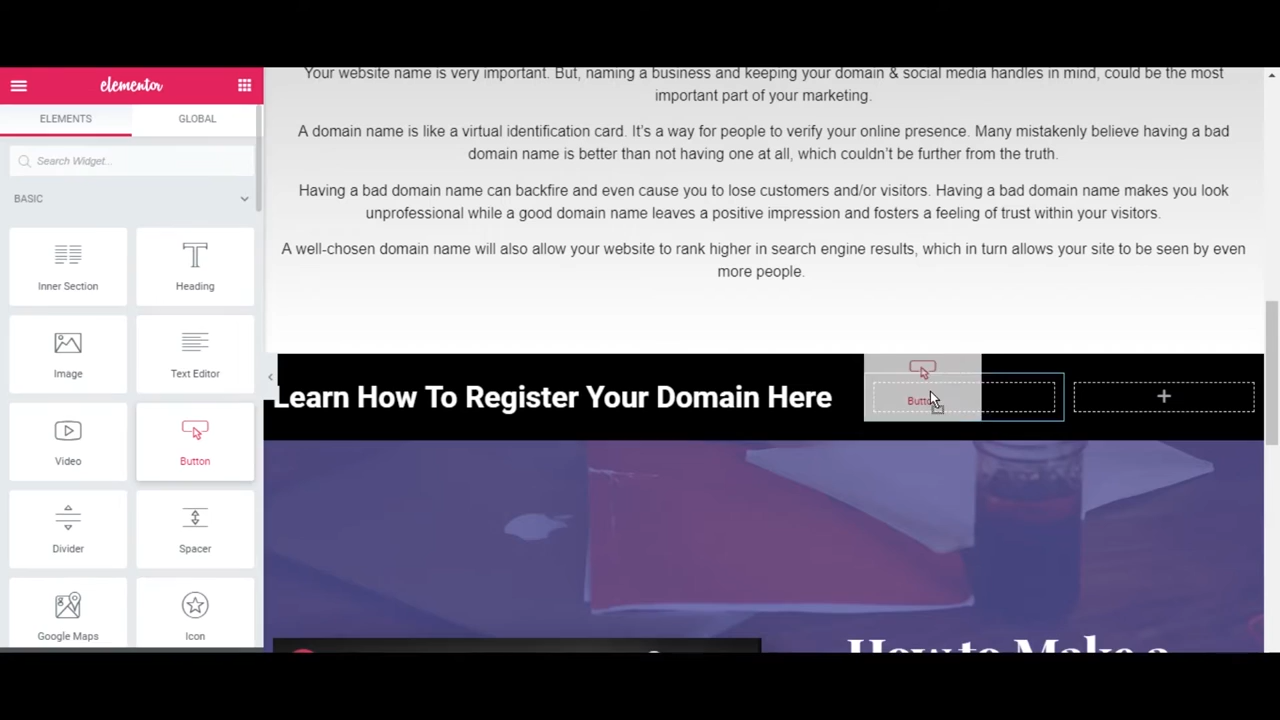 elementor
ELEMENTS
GLOBAL
Search Widget...
BASIC
Inner Section
Heading
Image
Text Editor
Video
Button
Divider
Spacer
Google Maps
Icon
Your website name is very important. But, naming a business and keeping your domain & social media handles in mind, could be the most
important part of your marketing.
A domain name is like a virtual identification card. It's a way for people to verify your online presence. Many mistakenly believe having a bad
domain name is better than not having one at all, which couldn't be further from the truth.
Having a bad domain name can backfire and even cause you to lose customers and/or visitors. Having a bad domain name makes you look
unprofessional while a good domain name leaves a positive impression and fosters a feeling of trust within your visitors.
A well-chosen domain name will also allow your website to rank higher in search engine results, which in turn allows your site to be seen by even
more people.
Learn How To Register Your Domain Here
How to Make a